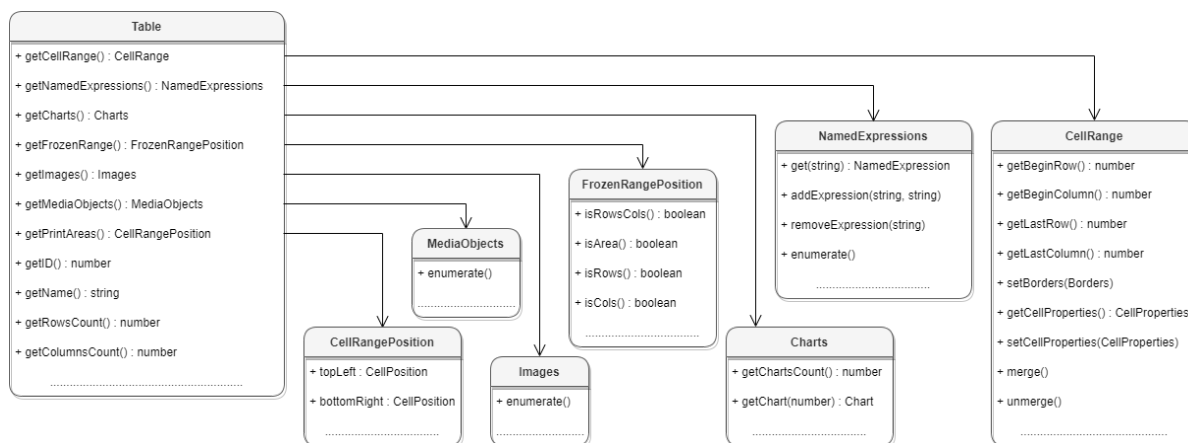 Table
+ getCellRange() : CellRange
+ getNamedExpressions() : NamedExpressions
+ getCharts() : Charts
+ getFrozenRange() : FrozenRangePosition
+ getImages() : Images
+ getMediaObjects() : MediaObjects
+ getPrintAreas() : CellRangePosition
+ getID() : number
+ getName() : string
+ getRowsCount() : number
+ getColumnsCount() : number
MediaObjects
+ enumerate()
CellRangePosition
+ topLeft : CellPosition
+ bottomRight : CellPosition
Images
+ enumerate()
FrozenRangePosition
+ isRowsCols() : boolean
+ isArea() : boolean
+ isRows() : boolean
+ isCols() : boolean
Charts
+ getChartsCount() : number
+ getChart(number) : Chart
NamedExpressions
+ get(string) : NamedExpression
+ addExpression(string, string)
+ removeExpression(string)
+ enumerate()
CellRange
+ getBeginRow() : number
+ getBeginColumn() : number
+ getLastRow() : number
+ getLastColumn() : number
+ setBorders(Borders)
+ getCellProperties() : CellProperties
+ setCellProperties(CellProperties)
+ merge()
+ unmerge()